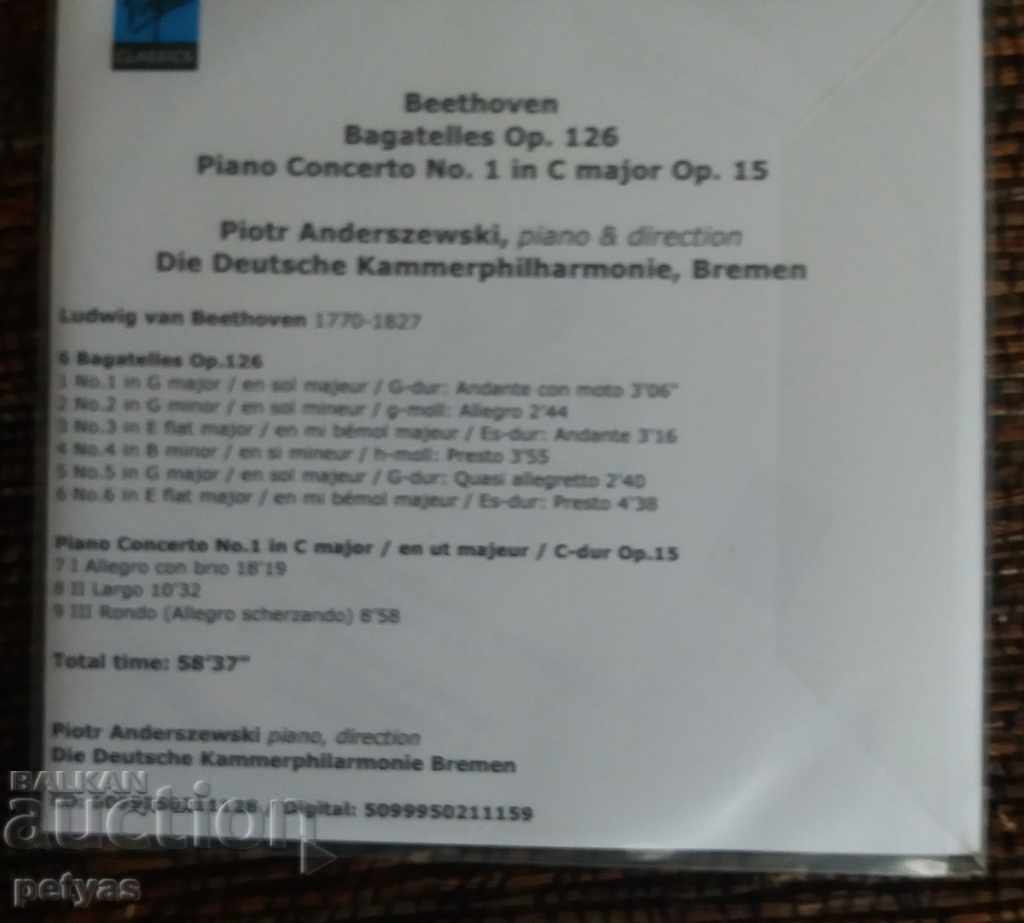 CLASSICS
Beethoven
Bagatelles Op. 126
Piano Concerto No. 1 in C major Op. 15
Piotr Anderszewski, piano & direction
Die Deutsche Kammerphilharmonie, Bremen
Ludwig van Beethoven 1770-1827
6 Bagatelles Op.126
1 No.1 in G major / en sol majeur / G-dur: Andante con moto 3'06"
2 No.2 in G minor / en sol mineur / g-moll: Allegro 2'44
3 No.3 in E flat major / en mi bémol majeur / Es-dur: Andante 3'16
4 No.4 in B minor / en si mineur / h-moll: Presto 3'55
5 No.5 in G major / en sol majeur / G-dur: Quasi allegretto 2'40
6 No.6 in E flat major / en mi bémol majeur / Es-dur: Presto 4'38
Piano Concerto No.1 in C major / en ut majeur / C-dur Op.15
7 I Allegro con brio 18'19
8 II Largo 10'32
9 III Rondo (Allegro scherzando) 8'58
Total time: 58'37"
Piotr Anderszewski piano, direction
Die Deutsche Kammerphilarmonie Bremen
Digital: 5099950211159
BALKAN
auction
petyas